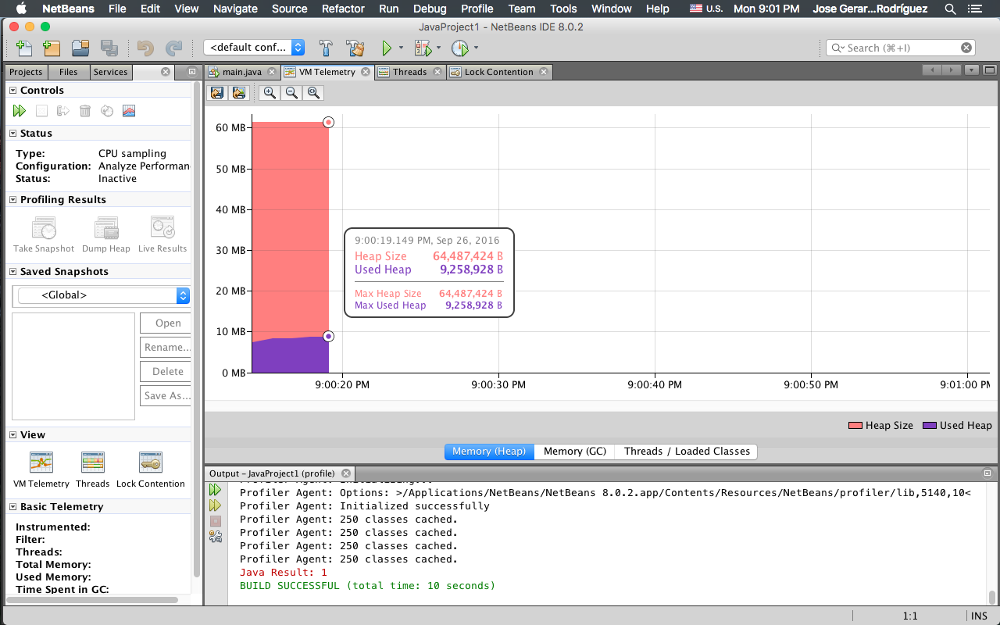 NetBeans File Edit View Navigate Source Refactor Run Debug Profile Team Tools Window Help U.S. Mon 9:01 PM Jose Gerar...Rodríguez
JavaProject1 - NetBeans IDE 8.0.2
<default conf... Search (⌘+I)
Projects Files Services
main.java VM Telemetry Threads Lock Contention
Controls
Status
Type: CPU sampling
Configuration: Analyze Performan
Status: Inactive
Profiling Results
Take Snapshot Dump Heap Live Results
Saved Snapshots
<Global>
Open
Rename...
Delete
Save As...
View
VM Telemetry Threads Lock Contention
Basic Telemetry
Instrumented:
Filter:
Threads:
Total Memory:
Used Memory:
Time Spent in GC:
60 MB
50 MB
40 MB
30 MB
20 MB
10 MB
0 MB
9:00:19.149 PM, Sep 26, 2016
Heap Size 64,487,424 B
Used Heap 9,258,928 B
Max Heap Size 64,487,424 B
Max Used Heap 9,258,928 B
9:00:20 PM 9:00:30 PM 9:00:40 PM 9:00:50 PM 9:01:00 PM
Heap Size Used Heap
Memory (Heap) Memory (GC) Threads / Loaded Classes
Output - JavaProject1 (profile)
Profiler Agent: Initializing...
Profiler Agent: Options: >/Applications/NetBeans/NetBeans 8.0.2.app/Contents/Resources/NetBeans/profiler/lib,5140,10<
Profiler Agent: Initialized successfully
Profiler Agent: 250 classes cached.
Profiler Agent: 250 classes cached.
Profiler Agent: 250 classes cached.
Profiler Agent: 250 classes cached.
Java Result: 1
BUILD SUCCESSFUL (total time: 10 seconds)
1:1 INS